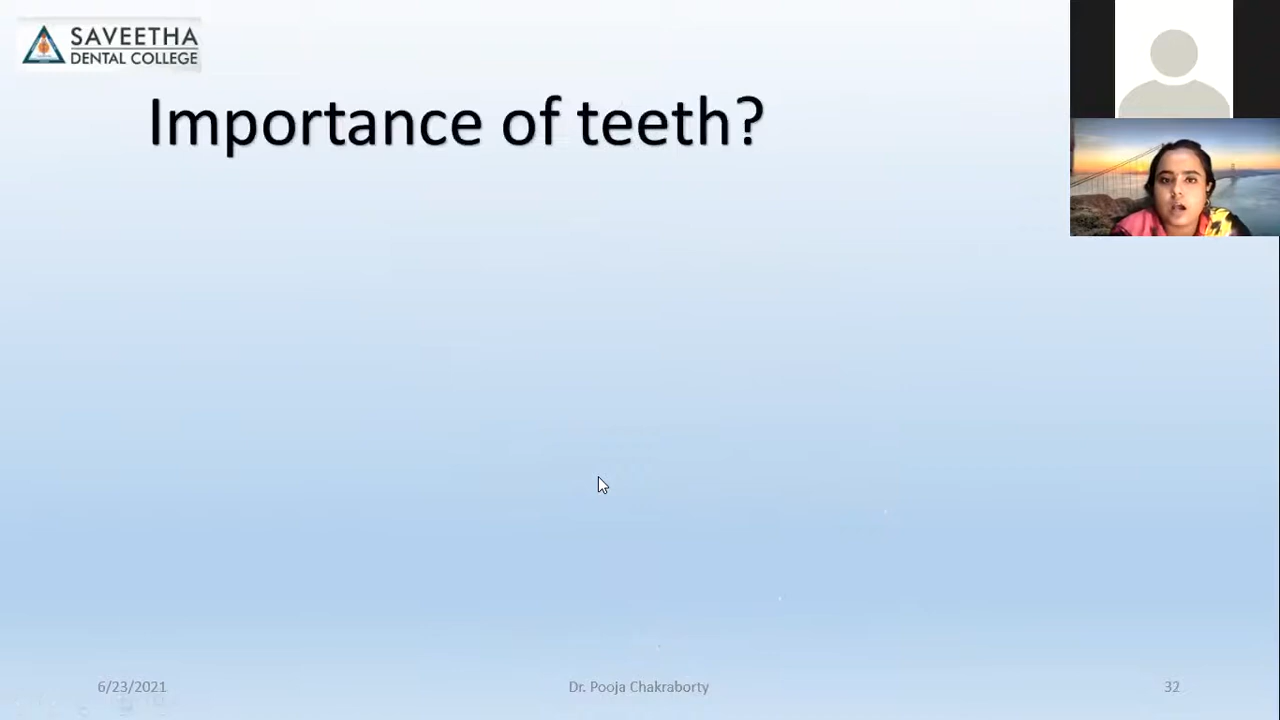 SAVEETHA
DENTAL COLLEGE
Importance of teeth?
6/23/2021
Dr. Pooja Chakraborty
32